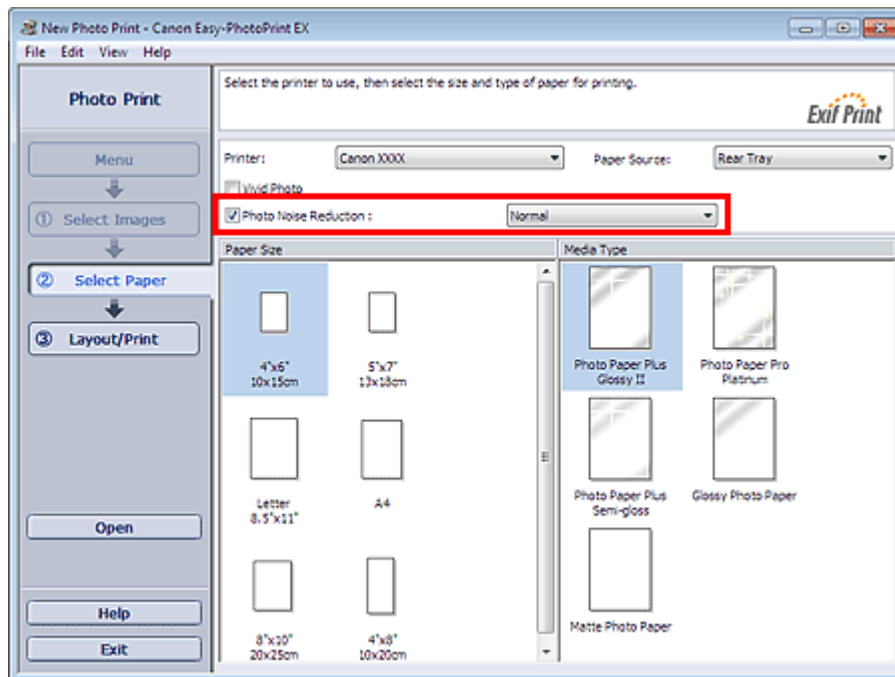 New Photo Print - Canon Easy-PhotoPrint EX
File Edit View Help
Photo Print
Select the printer to use, then select the size and type of paper for printing.
Exif Print
Menu
Printer: Canon XXXX Paper Source: Rear Tray
Vivid Photo
① Select Images
Photo Noise Reduction : Normal
Paper Size Media Type
② Select Paper
③ Layout/Print
4"x6" 5"x7"
10x15cm 13x18cm
Photo Paper Plus Photo Paper Pro
Glossy II Platinum
Letter A4
8.5"x11"
Photo Paper Plus Glossy Photo Paper
Semi-gloss
Open
Help
Exit
8"x10" 4"x8"
20x25cm 10x20cm
Matte Photo Paper